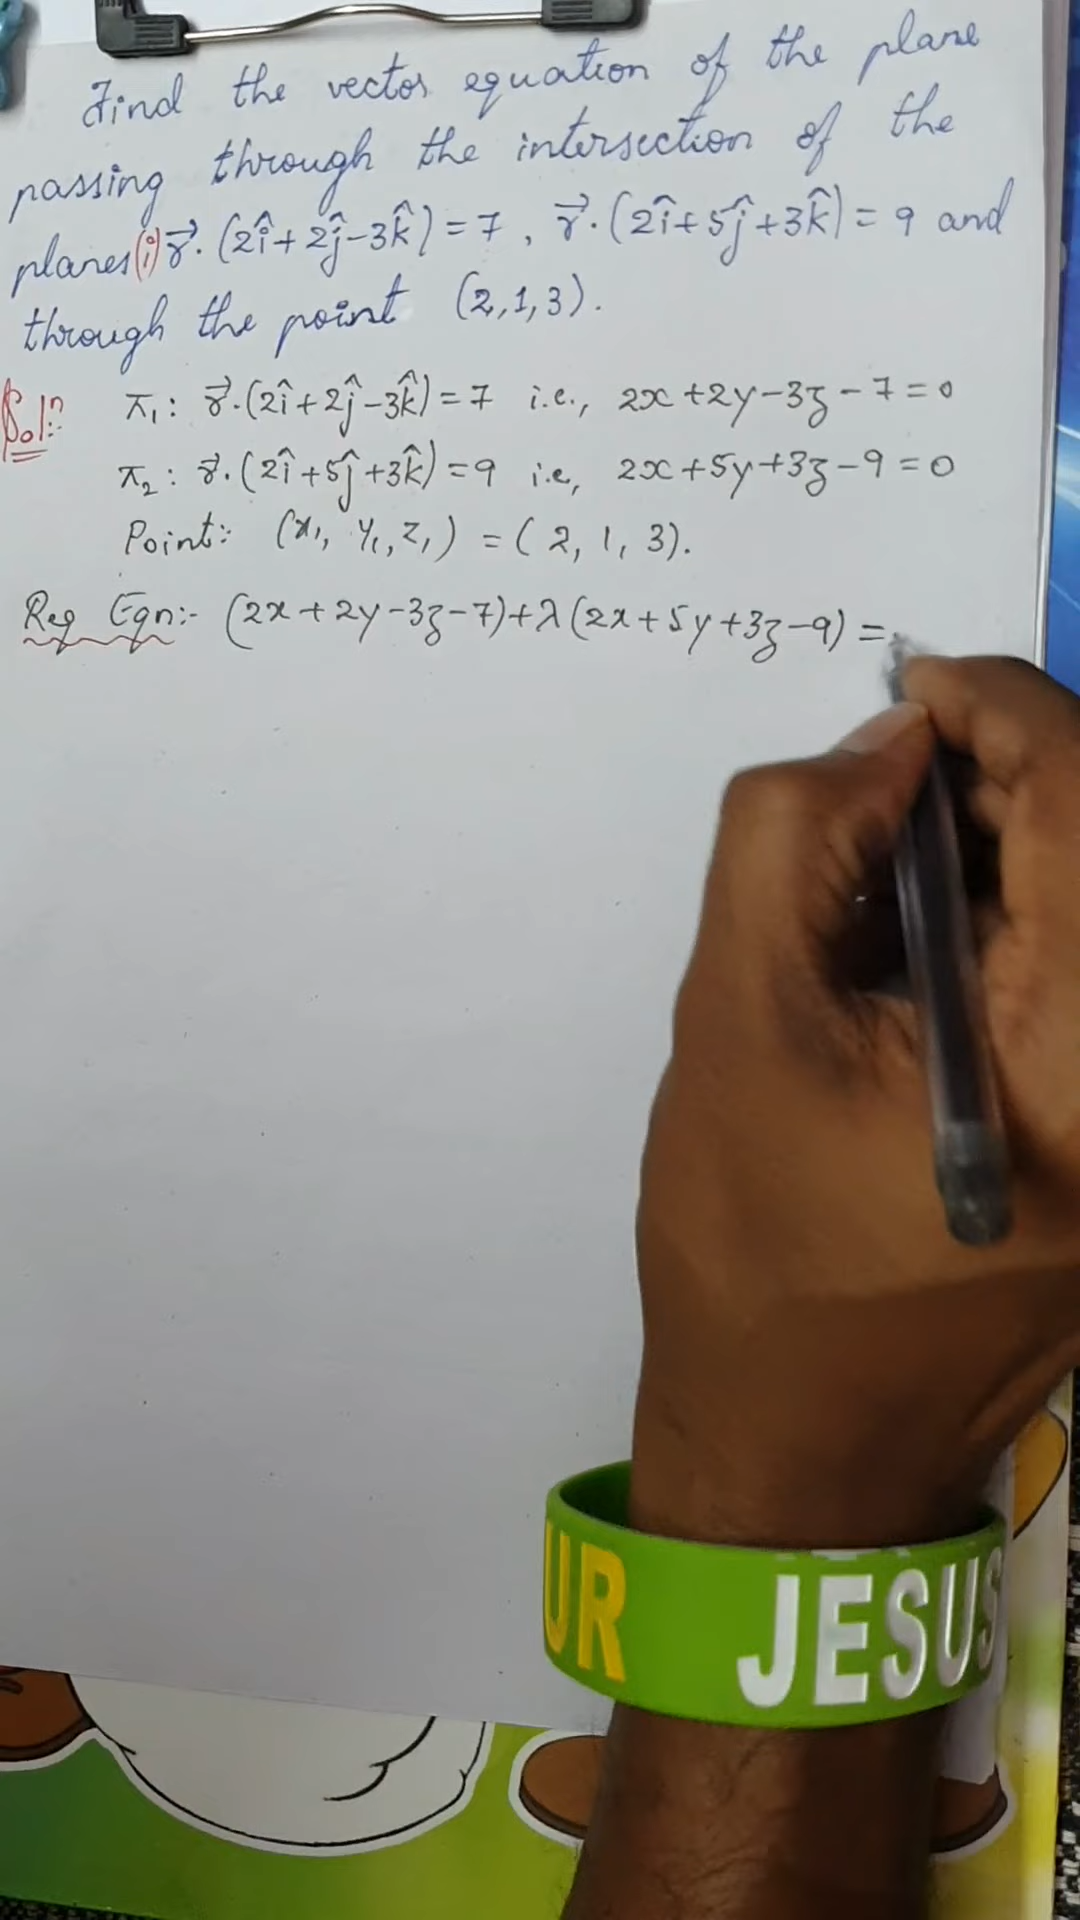 Find the vector equation of the plane
passing through the intersection of the
planes (i) r⃗.(2î+2ĵ-3k̂)=7, r⃗.(2î+5ĵ+3k̂)=9 and
through the point (2,1,3).
Sol!n:- π₁: r⃗.(2î+2ĵ-3k̂)=7 i.e., 2x+2y-3z-7=0
π₂: r⃗.(2î+5ĵ+3k̂)=9 i.e, 2x+5y+3z-9=0
Point:- (x₁, y₁, z₁) = (2, 1, 3).
Req Eqn:- (2x+2y-3z-7)+λ(2x+5y+3z-9)=
UR JESUS